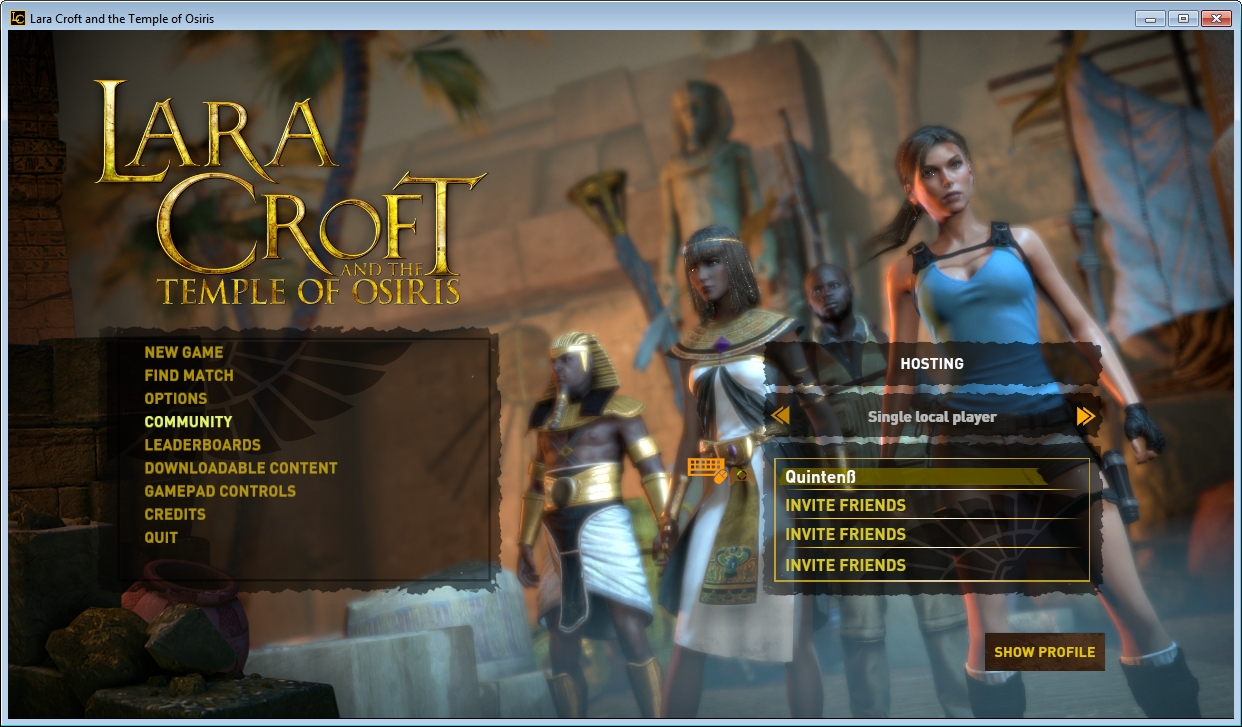 Lara Croft and the Temple of Osiris
LARA
CROFT
AND THE
TEMPLE OF OSIRIS
NEW GAME
FIND MATCH
OPTIONS
COMMUNITY
LEADERBOARDS
DOWNLOADABLE CONTENT
GAMEPAD CONTROLS
CREDITS
QUIT
HOSTING
Single local player
Quintenß
INVITE FRIENDS
INVITE FRIENDS
INVITE FRIENDS
SHOW PROFILE